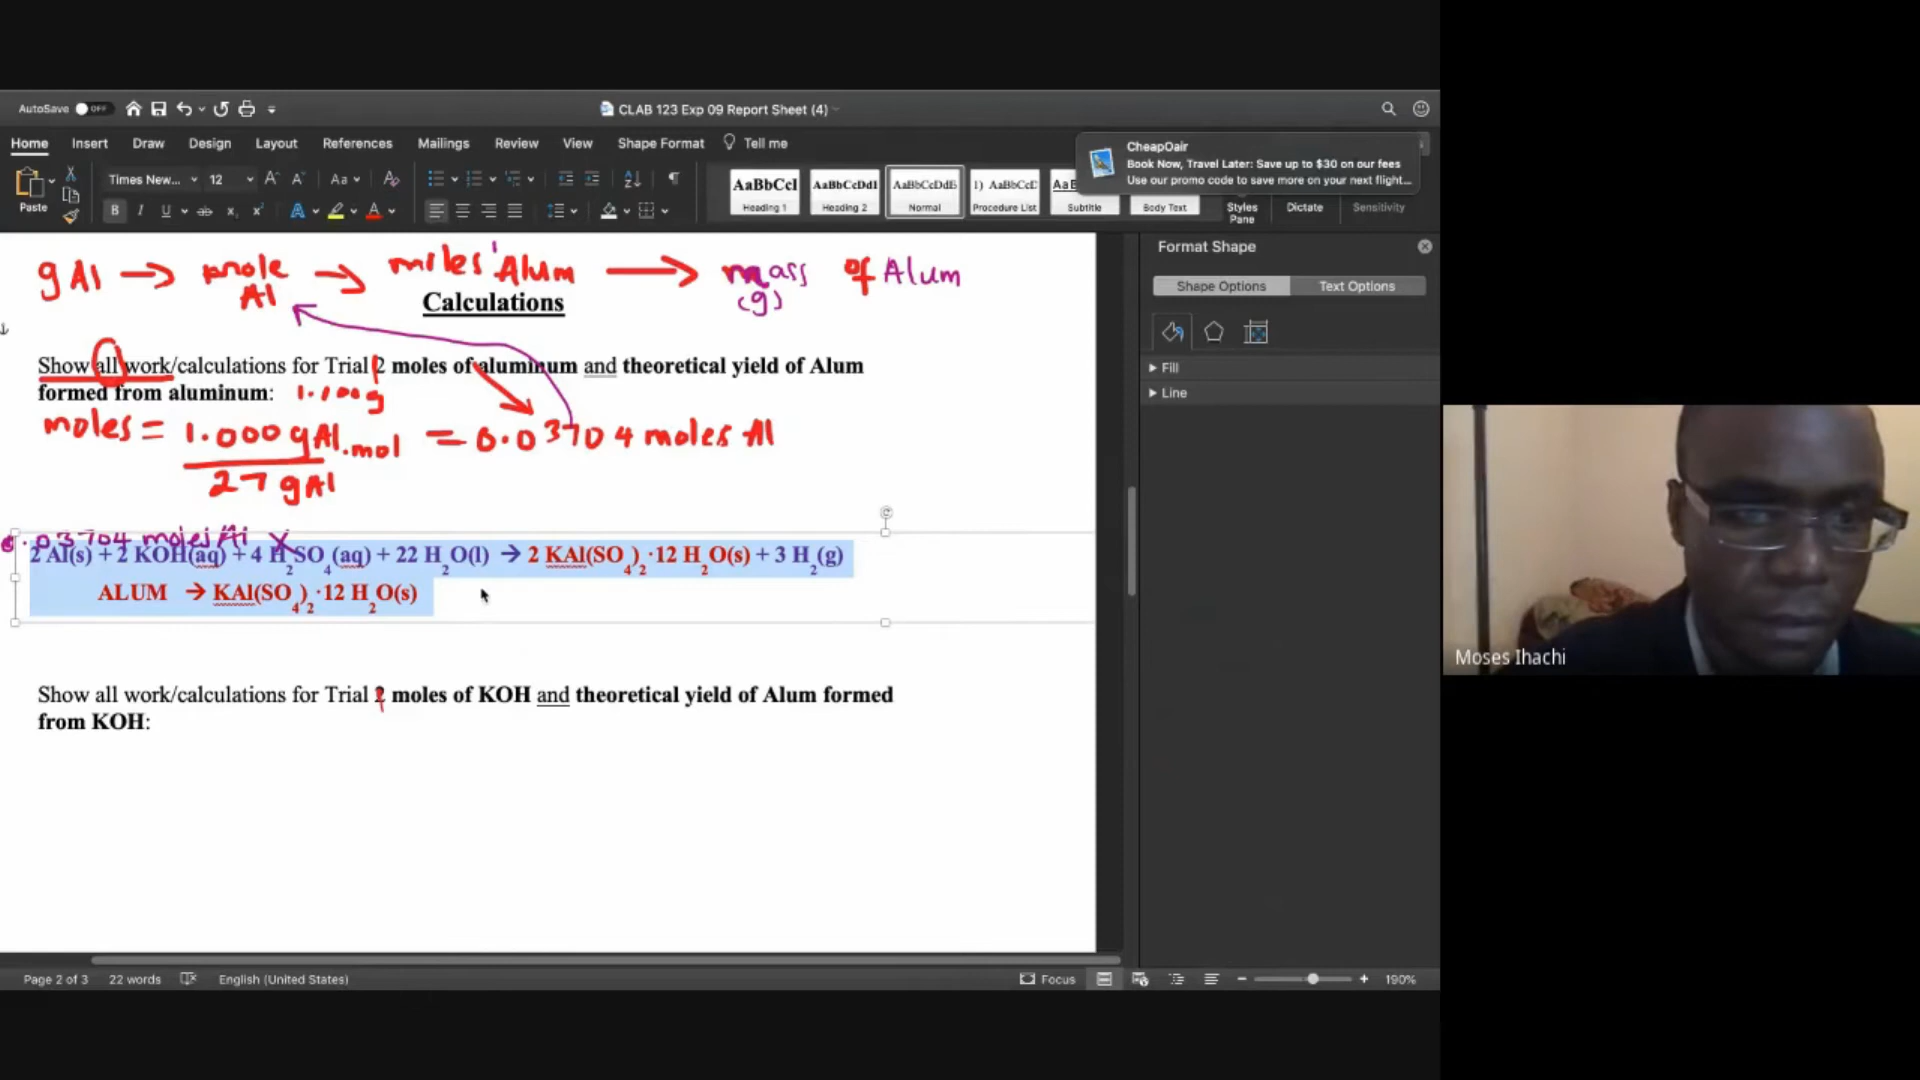 AutoSave OFF
CLAB 123 Exp 09 Report Sheet (4)
Home Insert Draw Design Layout References Mailings Review View Shape Format Tell me
CheapOair
Book Now, Travel Later: Save up to $30 on our fees
Use our promo code to save more on your next flight...
Paste
Times New... 12
AaBbCcI AaBbCcDdI AaBbCcDdE 1) AaBbCcD
Heading 1 Heading 2 Normal Procedure List Subtitle Body Text
Styles Pane Dictate Sensitivity
g Al → mole Al → moles Alum → mass (g) of Alum
Calculations
Show all work/calculations for Trial 2 moles of aluminum and theoretical yield of Alum
formed from aluminum: 1.000g
moles = 1.000 g Al . mol = 0.03704 moles Al
27 g Al
0.03704 moles Al X
2 Al(s) + 2 KOH(aq) + 4 H2SO4(aq) + 22 H2O(l) → 2 KAl(SO4)2·12 H2O(s) + 3 H2(g)
ALUM → KAl(SO4)2·12 H2O(s)
Show all work/calculations for Trial 2 moles of KOH and theoretical yield of Alum formed
from KOH:
Format Shape
Shape Options Text Options
Fill
Line
Moses Ihachi
Page 2 of 3 22 words English (United States) Focus 190%